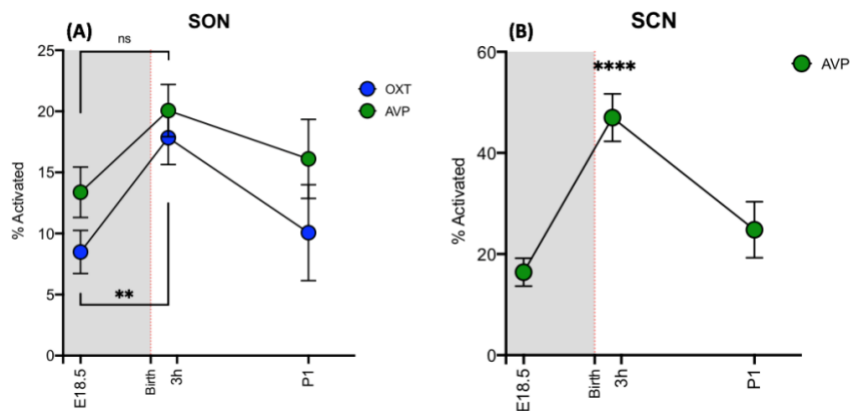 (A)
SON
ns
25
20
15
10
5
0
% Activated
**
E18.5
Birth
3h
P1
OXT
AVP
(B)
SCN
****
60
40
20
0
% Activated
E18.5
Birth
3h
P1
AVP